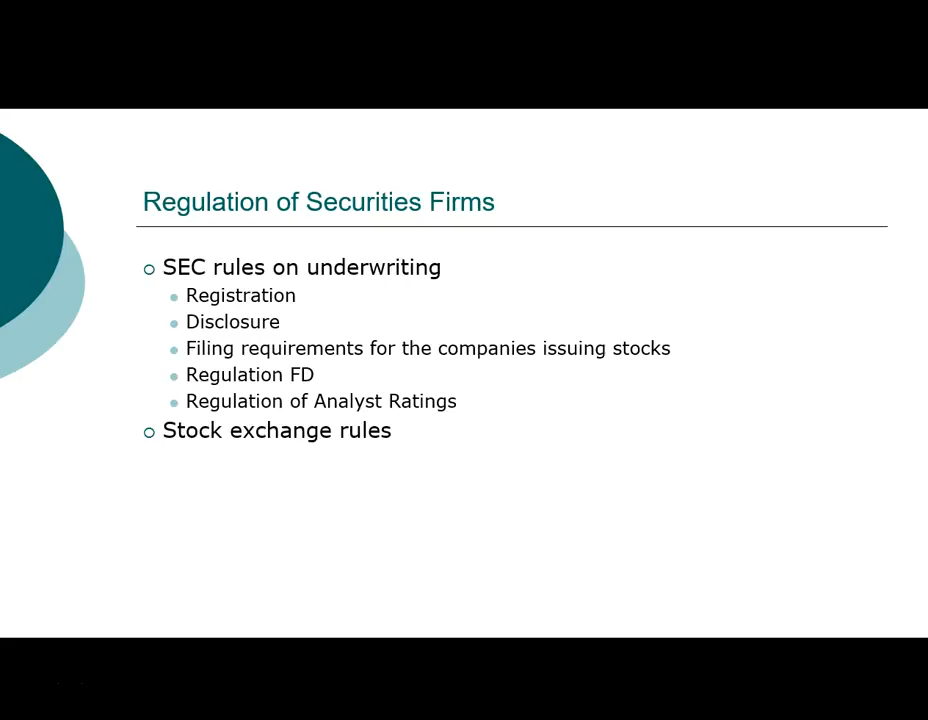 Regulation of Securities Firms
SEC rules on underwriting
Registration
Disclosure
Filing requirements for the companies issuing stocks
Regulation FD
Regulation of Analyst Ratings
Stock exchange rules